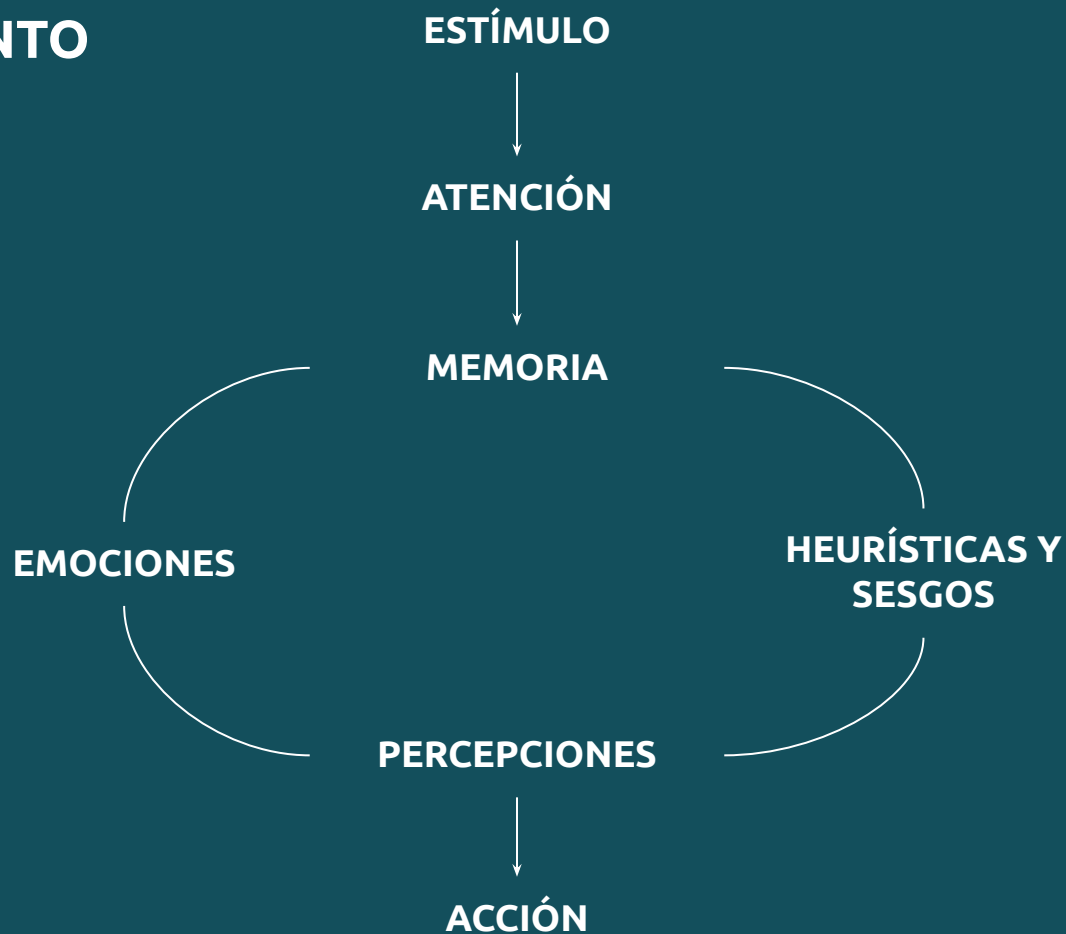 NTO
ESTÍMULO
ATENCIÓN
MEMORIA
EMOCIONES
HEURÍSTICAS Y
SESGOS
PERCEPCIONES
ACCIÓN